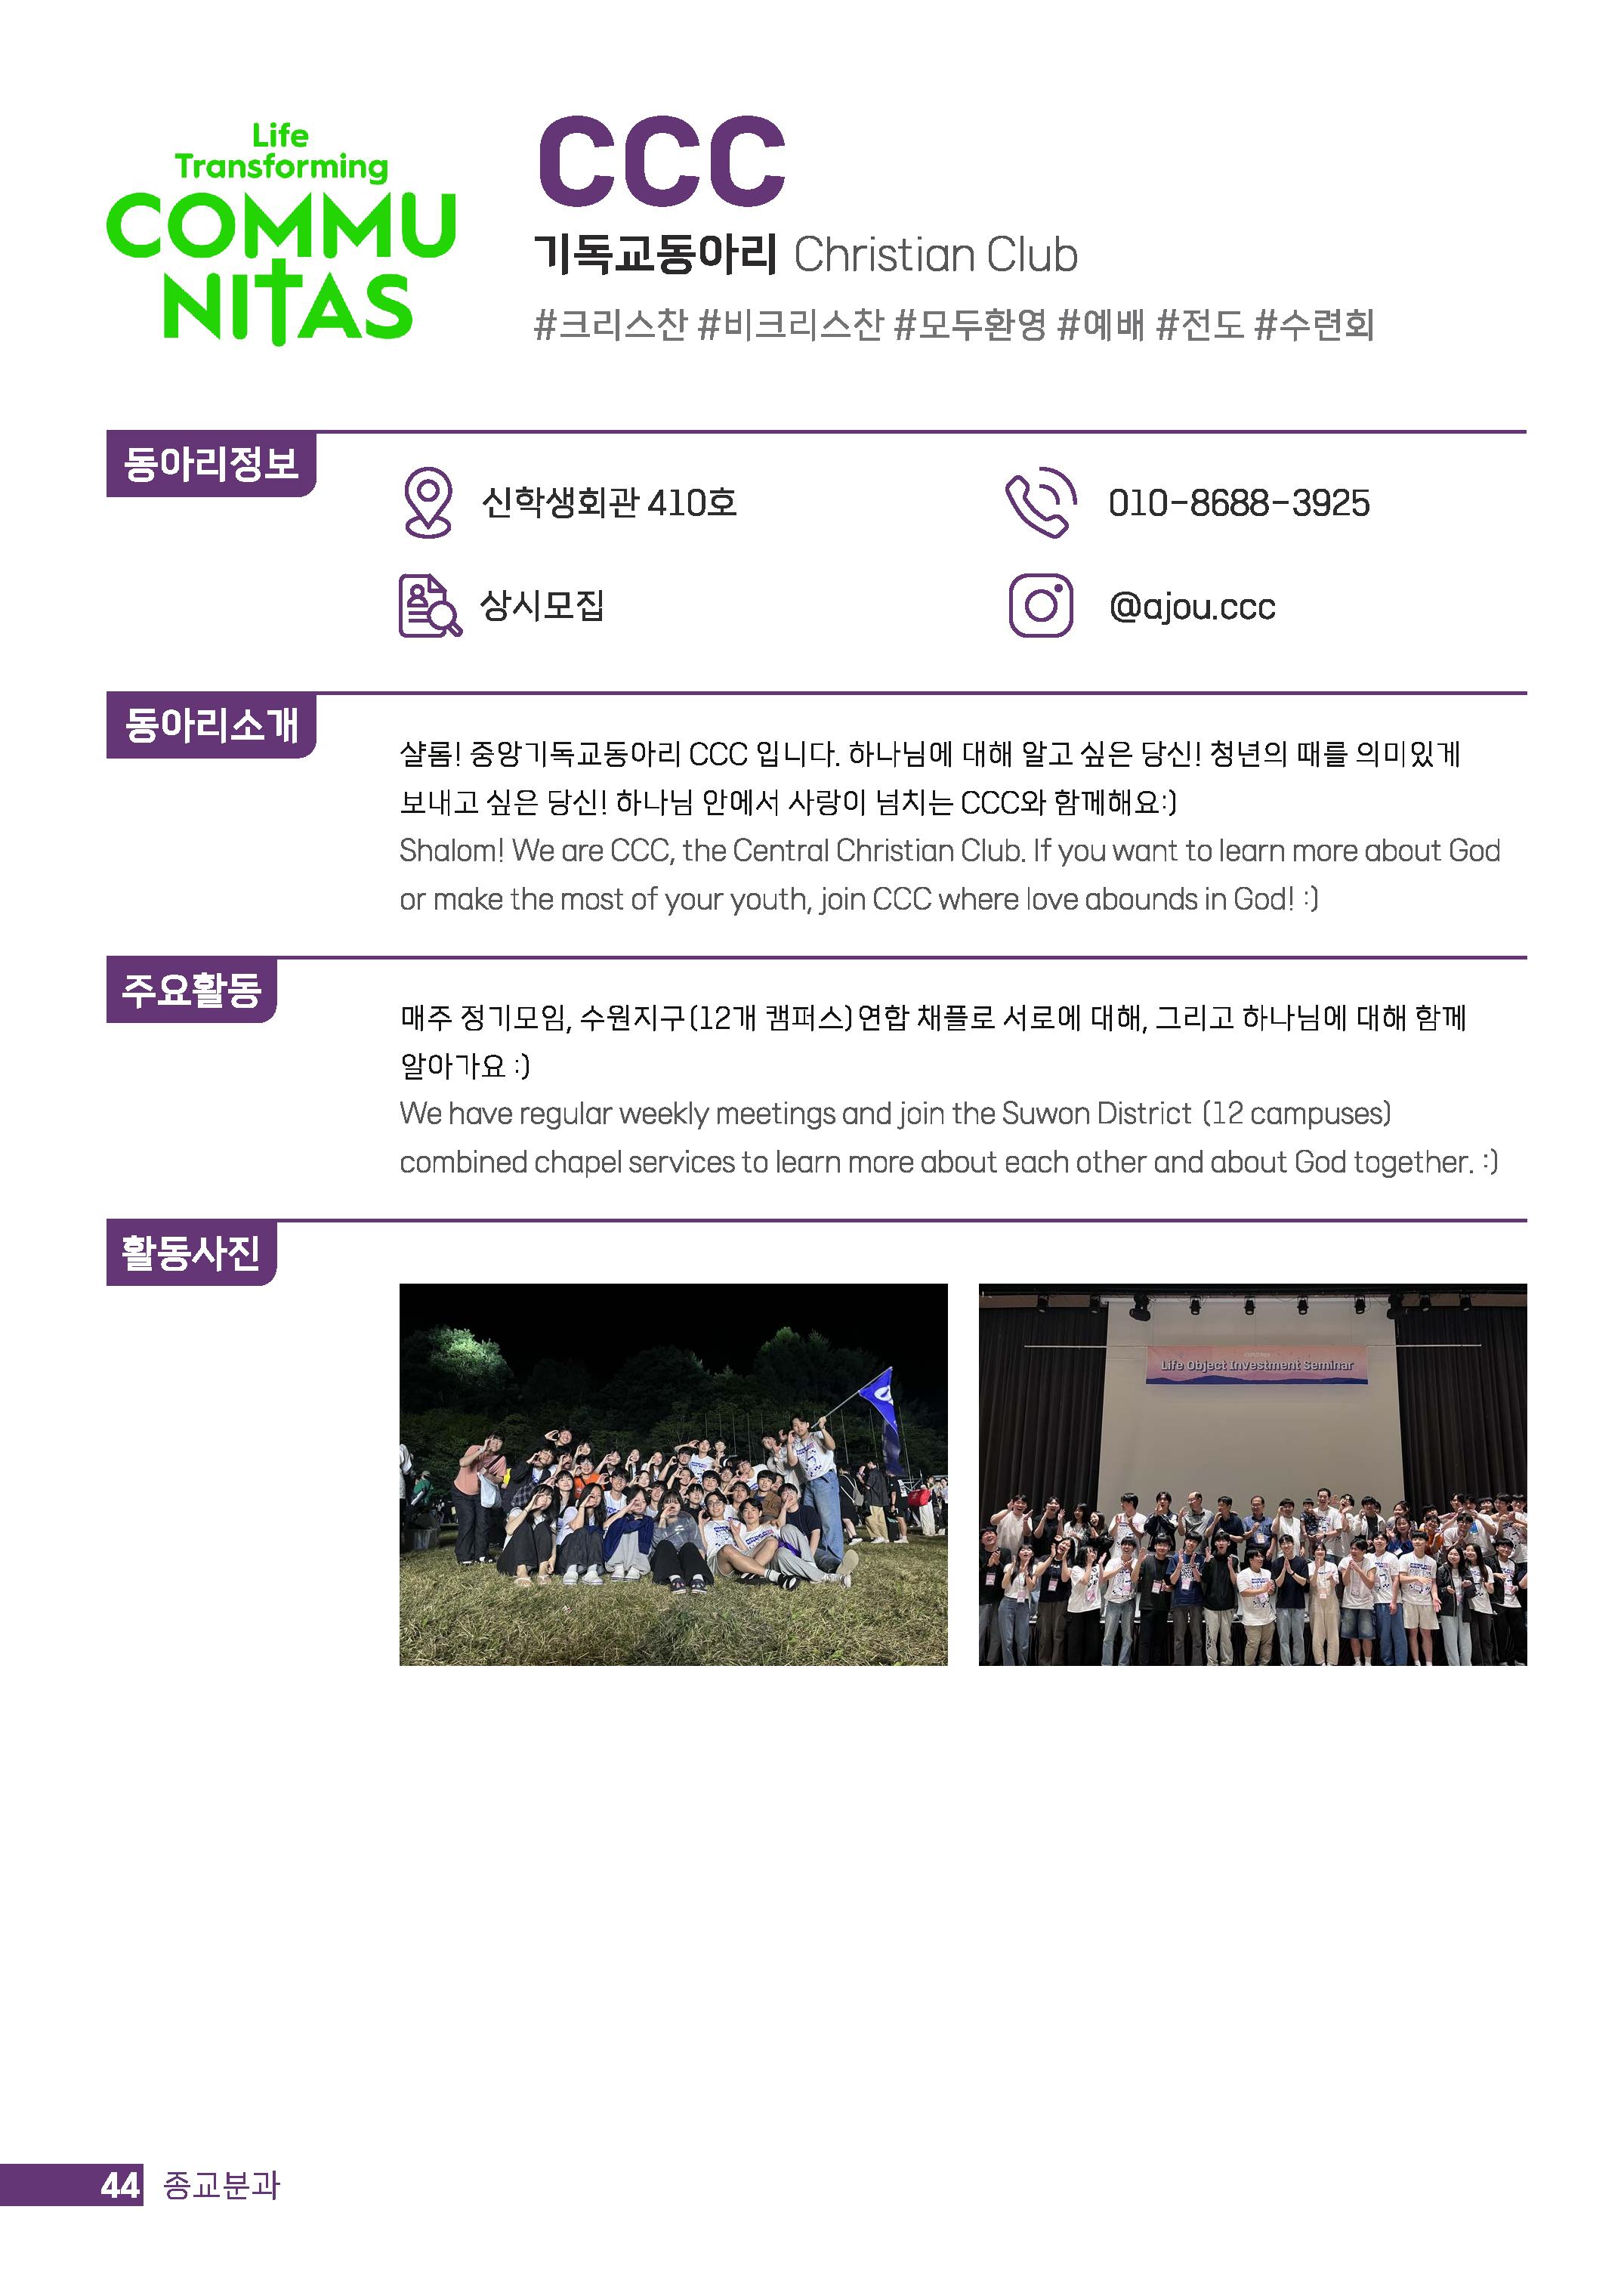 Life
Transforming
COMMU
NITAS
CCC
기독교동아리 Christian Club
#크리스찬 #비크리스찬 #모두환영 #예배 #전도 #수련회
동아리정보
신학생회관 410호
010-8688-3925
상시모집
@ajou.ccc
동아리소개
샬롬! 중앙기독교동아리 CCC 입니다. 하나님에 대해 알고 싶은 당신! 청년의 때를 의미있게
보내고 싶은 당신! 하나님 안에서 사랑이 넘치는 CCC와 함께해요:)
Shalom! We are CCC, the Central Christian Club. If you want to learn more about God
or make the most of your youth, join CCC where love abounds in God! :)
주요활동
매주 정기모임, 수원지구(12개 캠퍼스)연합 채플로 서로에 대해, 그리고 하나님에 대해 함께
알아가요 :)
We have regular weekly meetings and join the Suwon District (12 campuses)
combined chapel services to learn more about each other and about God together. :)
활동사진
Life Object Investment Seminar
44 종교분과